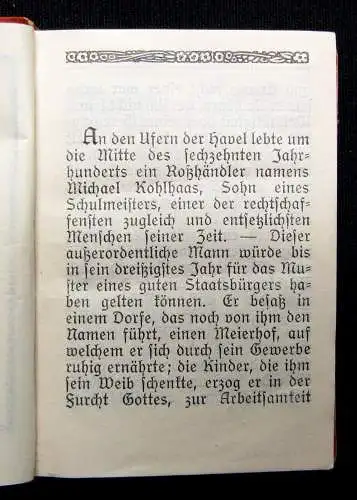 An den Ufern der Havel lebte um
die Mitte des sechzehnten Jahr-
hunderts ein Roßhändler namens
Michael Kohlhaas, Sohn eines
Schulmeisters, einer der rechtschaf-
fensten zugleich und entsetzlichsten
Menschen seiner Zeit. — Dieser
außerordentliche Mann würde bis
in sein dreißigstes Jahr für das Mu-
ster eines guten Staatsbürgers ha-
ben gelten können. Er besaß in
einem Dorfe, das noch von ihm den
Namen führt, einen Meierhof, auf
welchem er sich durch sein Gewerbe
ruhig ernährte; die Kinder, die ihm
sein Weib schenkte, erzog er in der
Furcht Gottes, zur Arbeitsamkeit